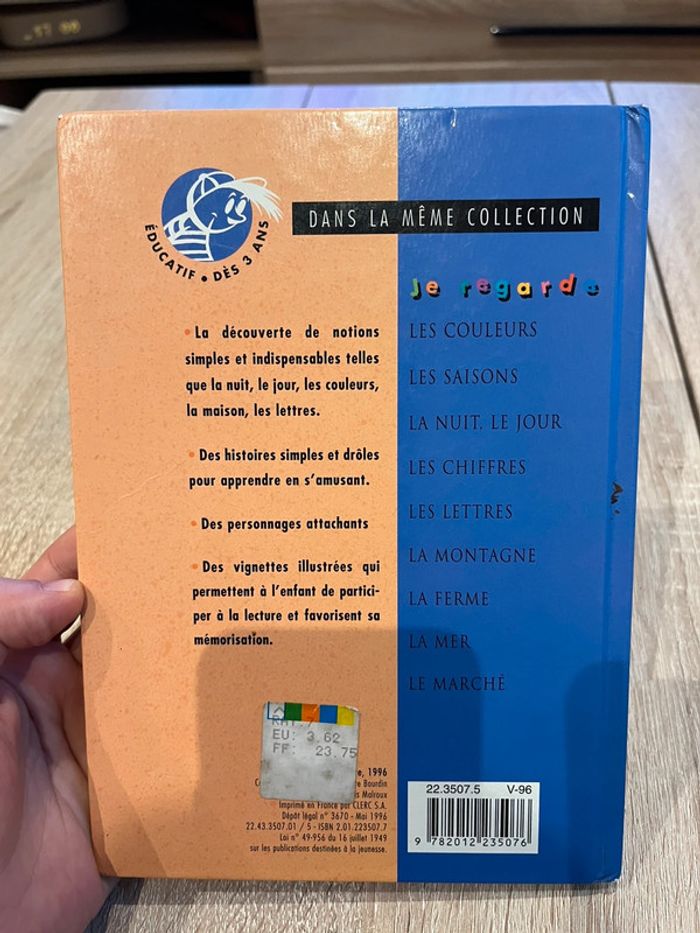 ÉDUCATIF • DÈS 3 ANS
DANS LA MÊME COLLECTION
je regarde
• La découverte de notions
simples et indispensables telles
que la nuit, le jour, les couleurs,
la maison, les lettres.
• Des histoires simples et drôles
pour apprendre en s'amusant.
• Des personnages attachants
• Des vignettes illustrées qui
permettent à l'enfant de partici-
per à la lecture et favorisent sa
mémorisation.
LES COULEURS
LES SAISONS
LA NUIT, LE JOUR
LES CHIFFRES
LES LETTRES
LA MONTAGNE
LA FERME
LA MER
LE MARCHÉ
EU: 3.62
FF: 23.75
, 1996
Bourdin
Malroux
Imprimé en France par CLERC S.A.
Dépôt légal n° 3670 - Mai 1996
22.43.3507.01 / 5 - ISBN 2.01.223507.7
Loi n° 49-956 du 16 juillet 1949
sur les publications destinées à la jeunesse.
22.3507.5 V-96
9 782012 235076